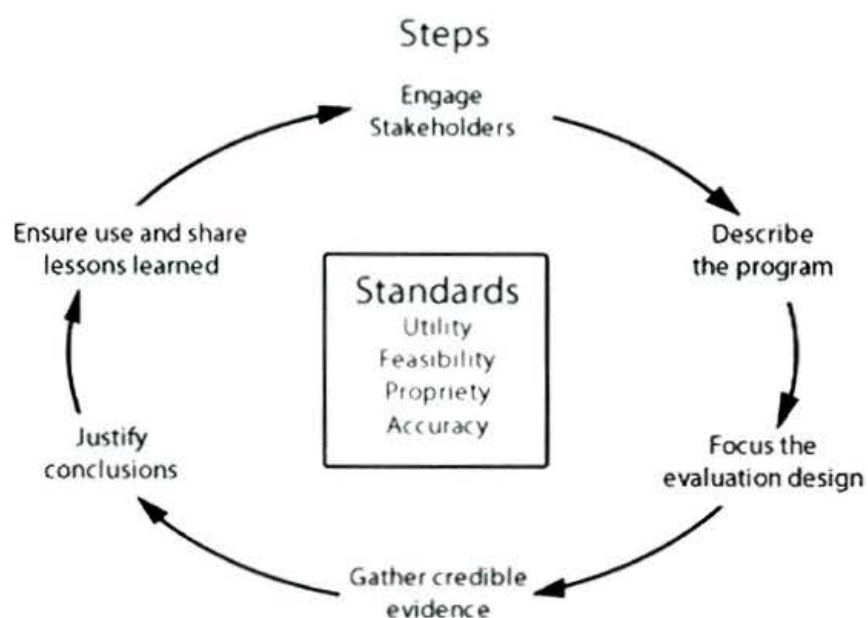 Steps
Engage
Stakeholders
Describe
the program
Focus the
evaluation design
Gather credible
evidence
Justify
conclusions
Ensure use and share
lessons learned
Standards
Utility
Feasibility
Propriety
Accuracy